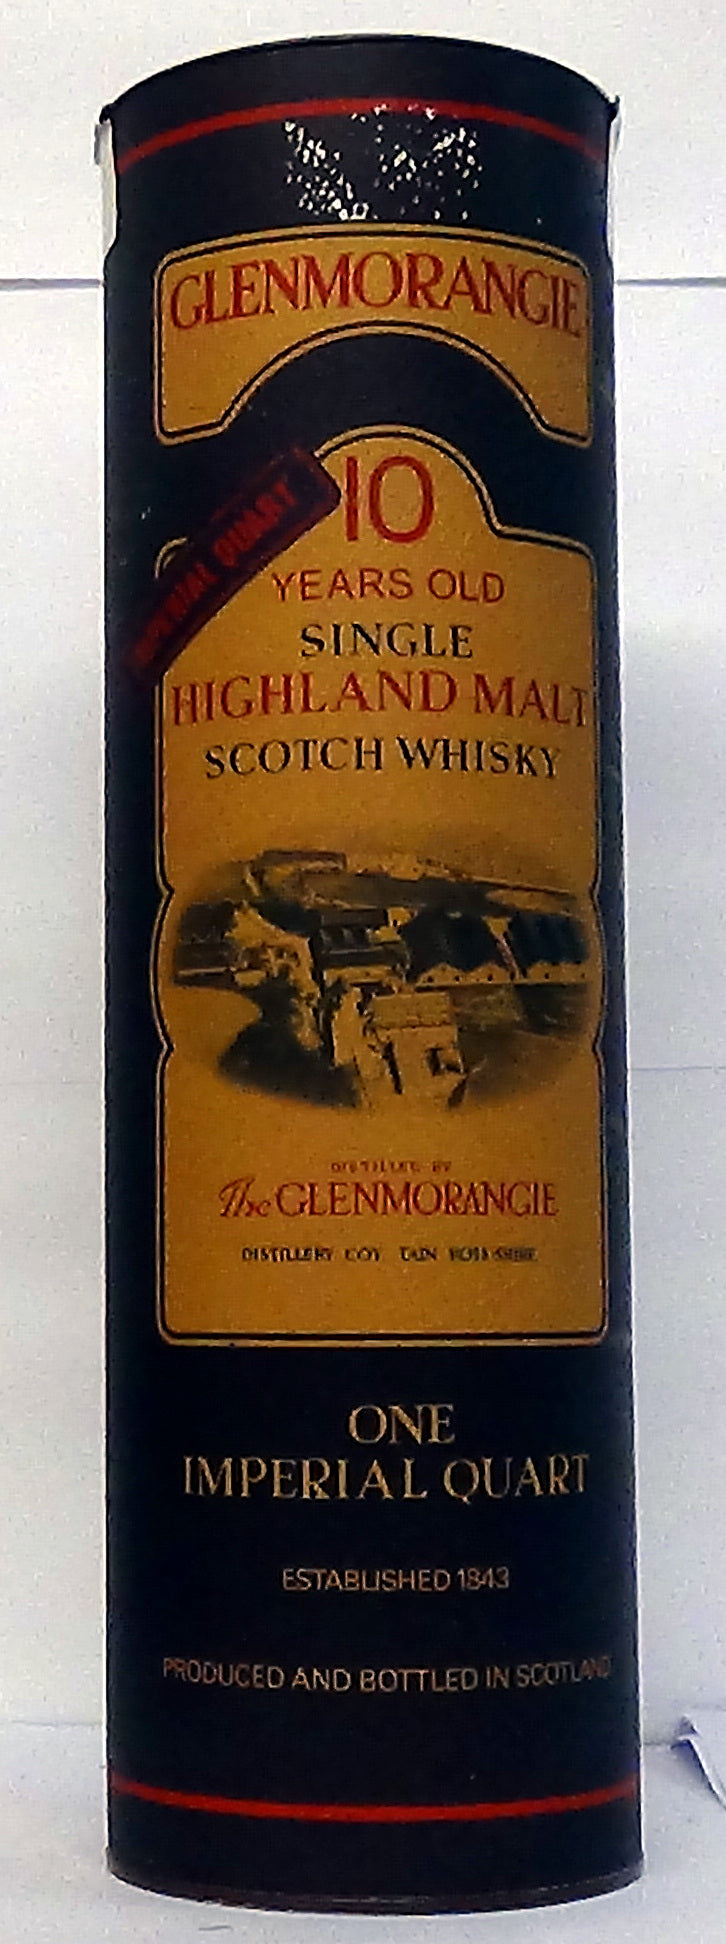 GLENMORANGIE
IMPERIAL QUART
10
YEARS OLD
SINGLE
HIGHLAND MALT
SCOTCH WHISKY
DISTILLED BY
The GLENMORANGIE
DISTILLERY COY TAIN ROSS-SHIRE
ONE
IMPERIAL QUART
ESTABLISHED 1843
PRODUCED AND BOTTLED IN SCOTLAND